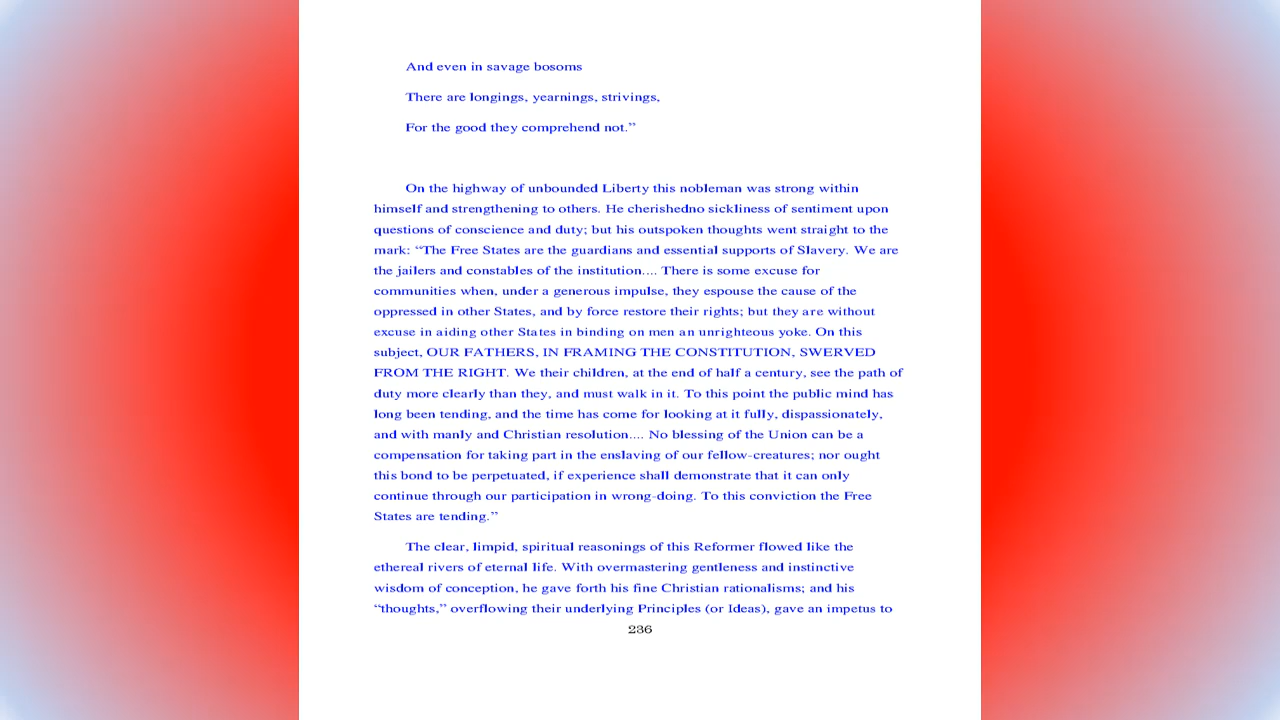 And even in savage bosoms
There are longings, yearnings, strivings,
For the good they comprehend not.”
On the highway of unbounded Liberty this nobleman was strong within
himself and strengthening to others. He cherishedno sickliness of sentiment upon
questions of conscience and duty; but his outspoken thoughts went straight to the
mark: “The Free States are the guardians and essential supports of Slavery. We are
the jailers and constables of the institution.... There is some excuse for
communities when, under a generous impulse, they espouse the cause of the
oppressed in other States, and by force restore their rights; but they are without
excuse in aiding other States in binding on men an unrighteous yoke. On this
subject, OUR FATHERS, IN FRAMING THE CONSTITUTION, SWERVED
FROM THE RIGHT. We their children, at the end of half a century, see the path of
duty more clearly than they, and must walk in it. To this point the public mind has
long been tending, and the time has come for looking at it fully, dispassionately,
and with manly and Christian resolution.... No blessing of the Union can be a
compensation for taking part in the enslaving of our fellow-creatures; nor ought
this bond to be perpetuated, if experience shall demonstrate that it can only
continue through our participation in wrong-doing. To this conviction the Free
States are tending.”
The clear, limpid, spiritual reasonings of this Reformer flowed like the
ethereal rivers of eternal life. With overmastering gentleness and instinctive
wisdom of conception, he gave forth his fine Christian rationalisms; and his
“thoughts,” overflowing their underlying Principles (or Ideas), gave an impetus to
236